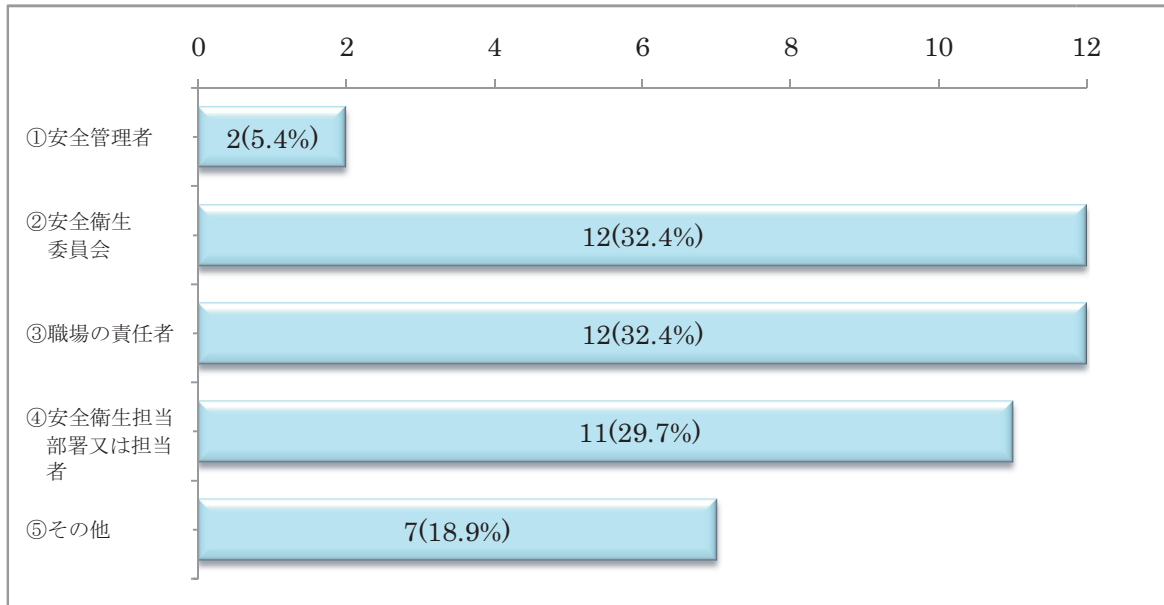 0 2 4 6 8 10 12
①安全管理者
2(5.4%)
②安全衛生
委員会
12(32.4%)
③職場の責任者
12(32.4%)
④安全衛生担当
部署又は担当
者
11(29.7%)
⑤その他
7(18.9%)